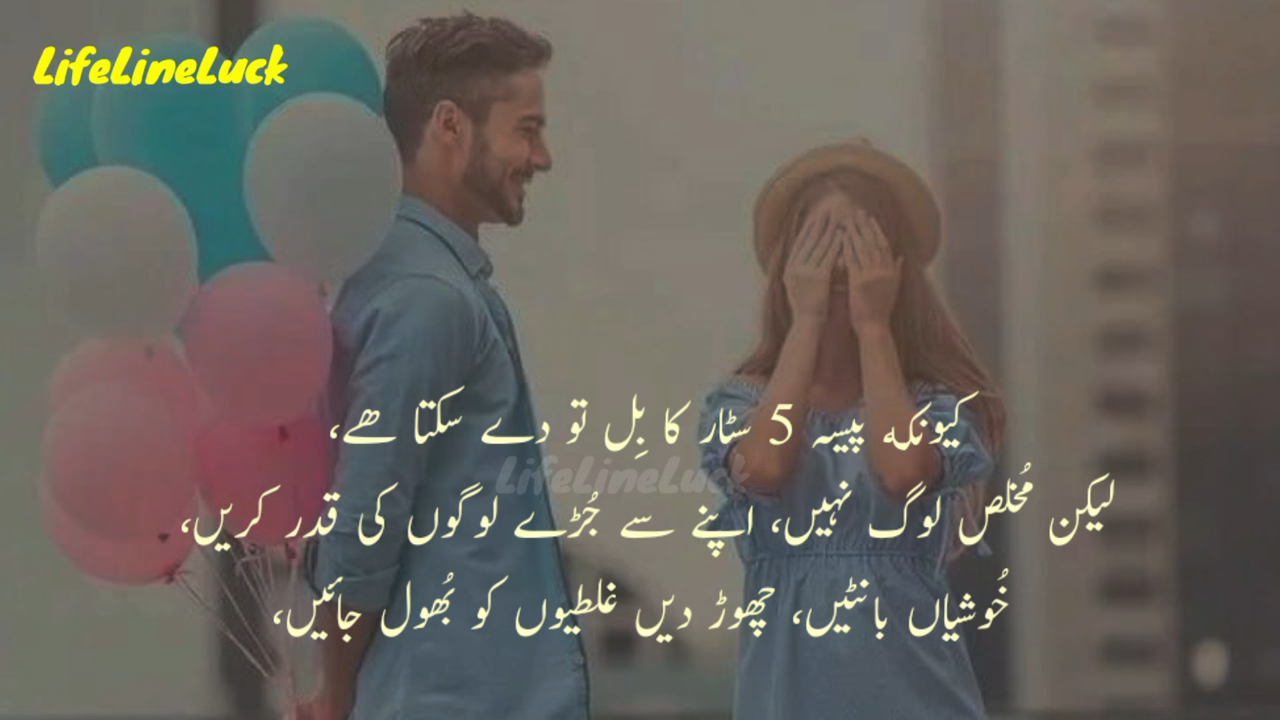 LifeLineLuck
کیونکہ پیسہ 5 سٹار کا بِل تو دے سکتا ھے،
LifeLineLuck
لیکن مُخلص لوگ نہیں، اپنے سے جُڑے لوگوں کی قدر کریں،
خُوشیاں بانٹیں، چھوڑ دیں غلطیوں کو بُھول جائیں،